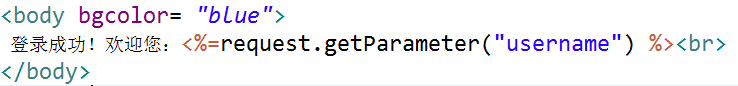 <body bgcolor= "blue">
登录成功！欢迎您：<%=request.getParameter("username") %><br>
</body>